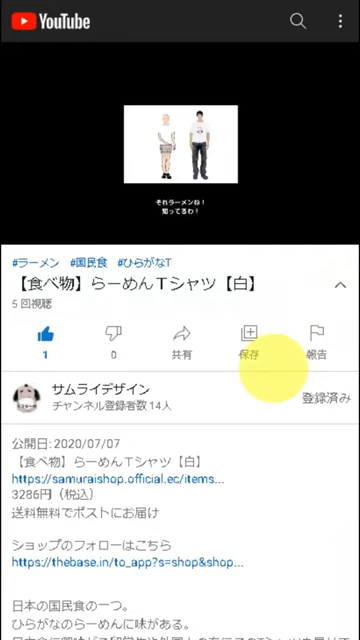 YouTube
それラーメンね！
知ってるわ！
#ラーメン #国民食 #ひらがなT
【食べ物】らーめんＴシャツ【白】
5 回視聴
1
0
共有
保存
報告
サムライデザイン
チャンネル登録者数 14人
登録済み
公開日: 2020/07/07
【食べ物】らーめんＴシャツ【白】
https://samuraishop.official.ec/items...
3286円（税込）
送料無料でポストにお届け
ショップのフォローはこちら
https://thebase.in/to_app?s=shop&shop...
日本の国民食の一つ。
ひらがなのらーめんに味がある。